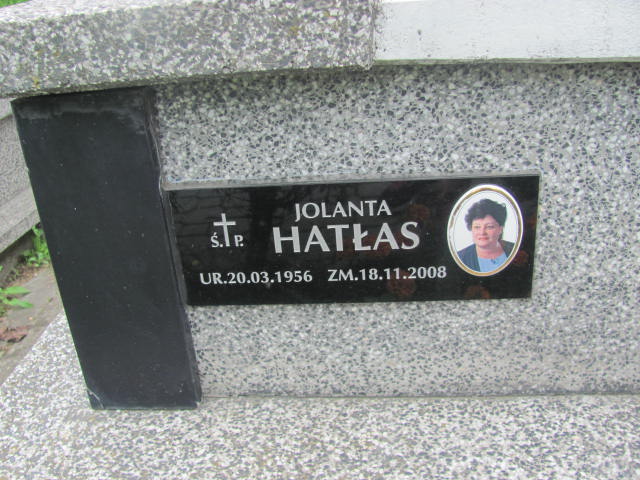 JOLANTA
Ś. P. HATŁAS
UR.20.03.1956 ZM.18.11.2008